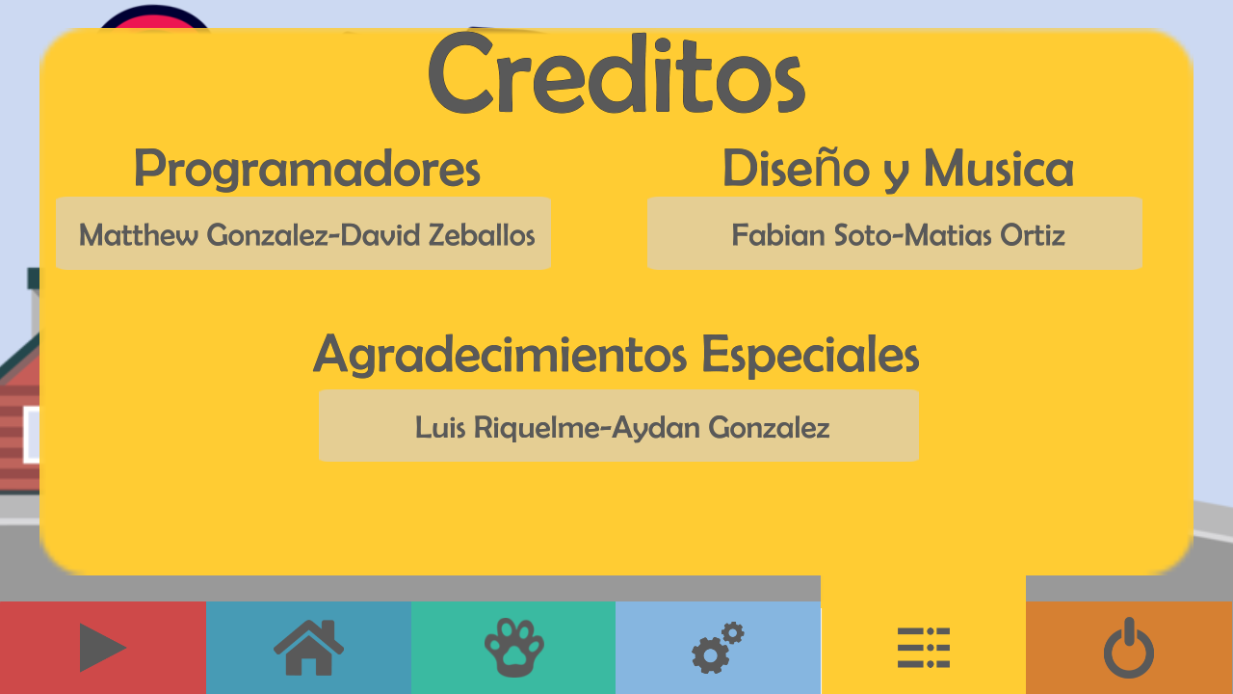 Creditos
Programadores
Diseño y Musica
Matthew Gonzalez-David Zeballos
Fabian Soto-Matias Ortiz
Agradecimientos Especiales
Luis Riquelme-Aydan Gonzalez